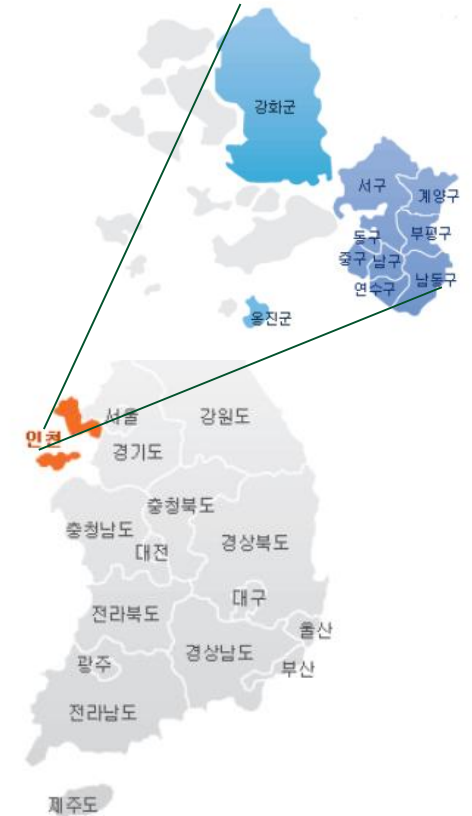 강화군
서구
계양구
동구
부평구
중구
남구
남동구
연수구
옹진군
서울
강원도
인천
경기도
충청북도
충청남도
경상북도
대전
대구
전라북도
울산
경상남도
광주
부산
전라남도
제주도